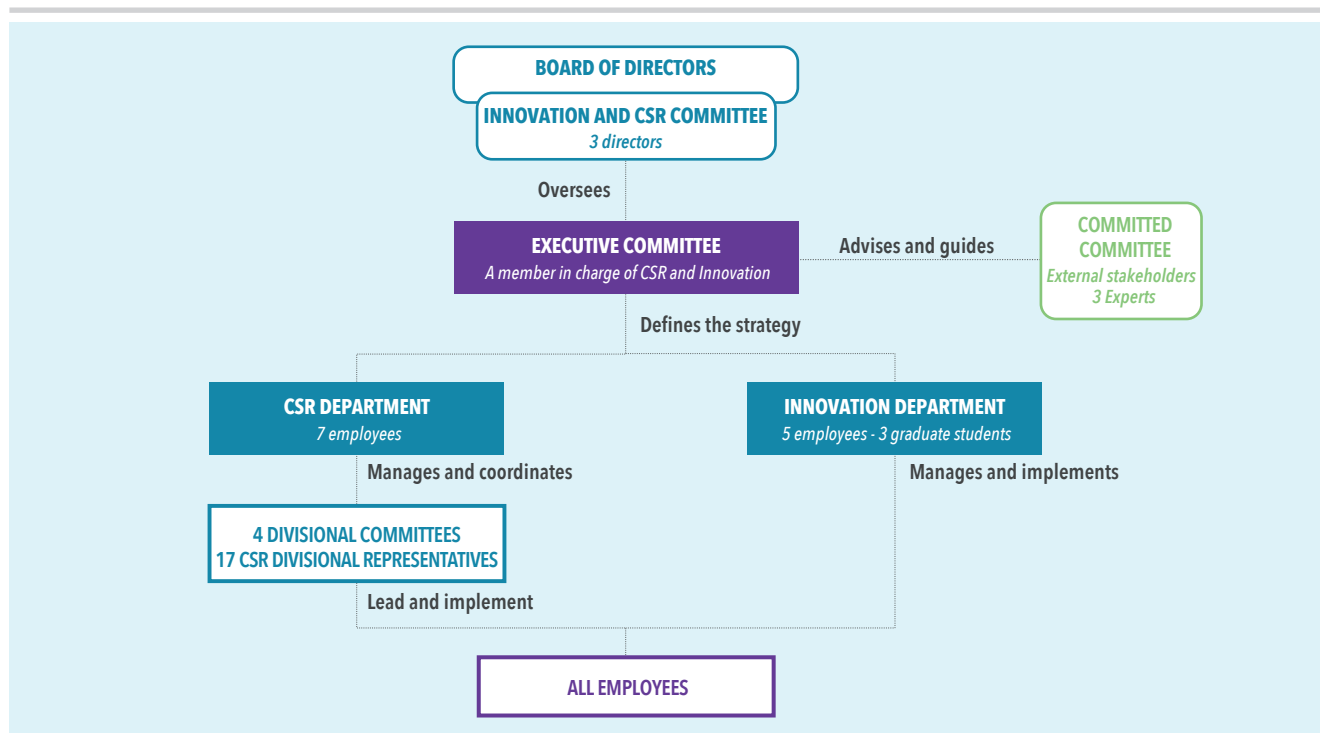 BOARD OF DIRECTORS
INNOVATION AND CSR COMMITTEE
3 directors
Oversees
EXECUTIVE COMMITTEE
A member in charge of CSR and Innovation
Advises and guides
COMMITTED
COMMITTEE
External stakeholders
3 Experts
Defines the strategy
CSR DEPARTMENT
7 employees
INNOVATION DEPARTMENT
5 employees - 3 graduate students
Manages and coordinates
Manages and implements
4 DIVISIONAL COMMITTEES
17 CSR DIVISIONAL REPRESENTATIVES
Lead and implement
ALL EMPLOYEES